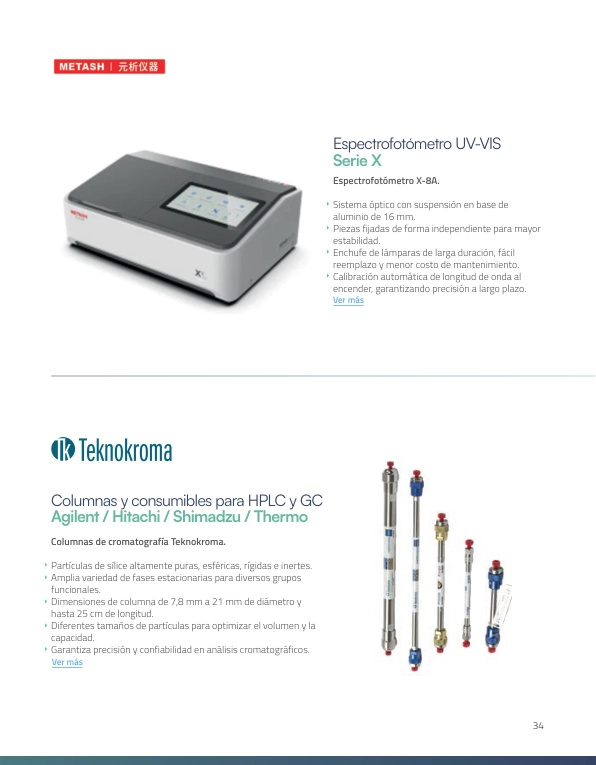 METASH | 元析仪器
Espectrofotómetro UV-VIS
Serie X
Espectrofotómetro X-8A.
Sistema óptico con suspensión en base de
aluminio de 16 mm.
Piezas fijadas de forma independiente para mayor
estabilidad.
Enchufe de lámparas de larga duración, fácil
reemplazo y menor costo de mantenimiento.
Calibración automática de longitud de onda al
encender, garantizando precisión a largo plazo.
Ver más
METASH
X
tk Teknokroma
Columnas y consumibles para HPLC y GC
Agilent / Hitachi / Shimadzu / Thermo
Columnas de cromatografía Teknokroma.
Partículas de sílice altamente puras, esféricas, rígidas e inertes.
Amplia variedad de fases estacionarias para diversos grupos
funcionales.
Dimensiones de columna de 7,8 mm a 21 mm de diámetro y
hasta 25 cm de longitud.
Diferentes tamaños de partículas para optimizar el volumen y la
capacidad.
Garantiza precisión y confiabilidad en análisis cromatográficos.
Ver más
34